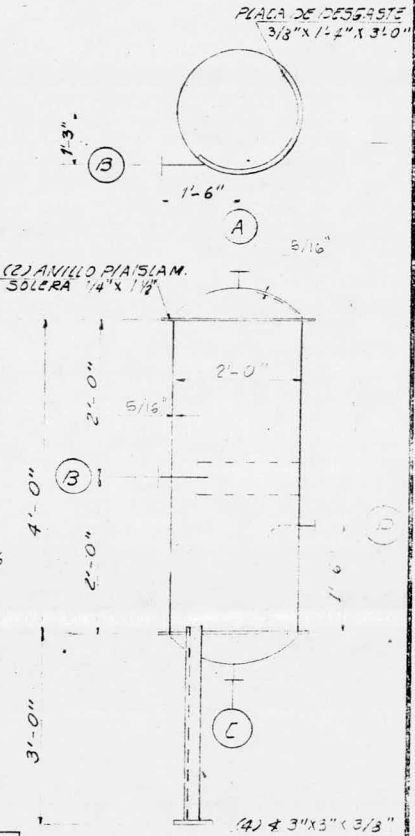 PLACA DE DESGASTE
3/8" X 1'-4" X 3'-0"
1'-3"
B
1'-6"
A
5/16"
(2) ANILLO P/AISLAM.
SOLERA 1/4" X 1½"
2'-0"
2'-0"
5/16"
B
4'-0"
(D)
2'-0"
1'-6"
3'-0"
C
(4) 3" X 3" X 3/8"